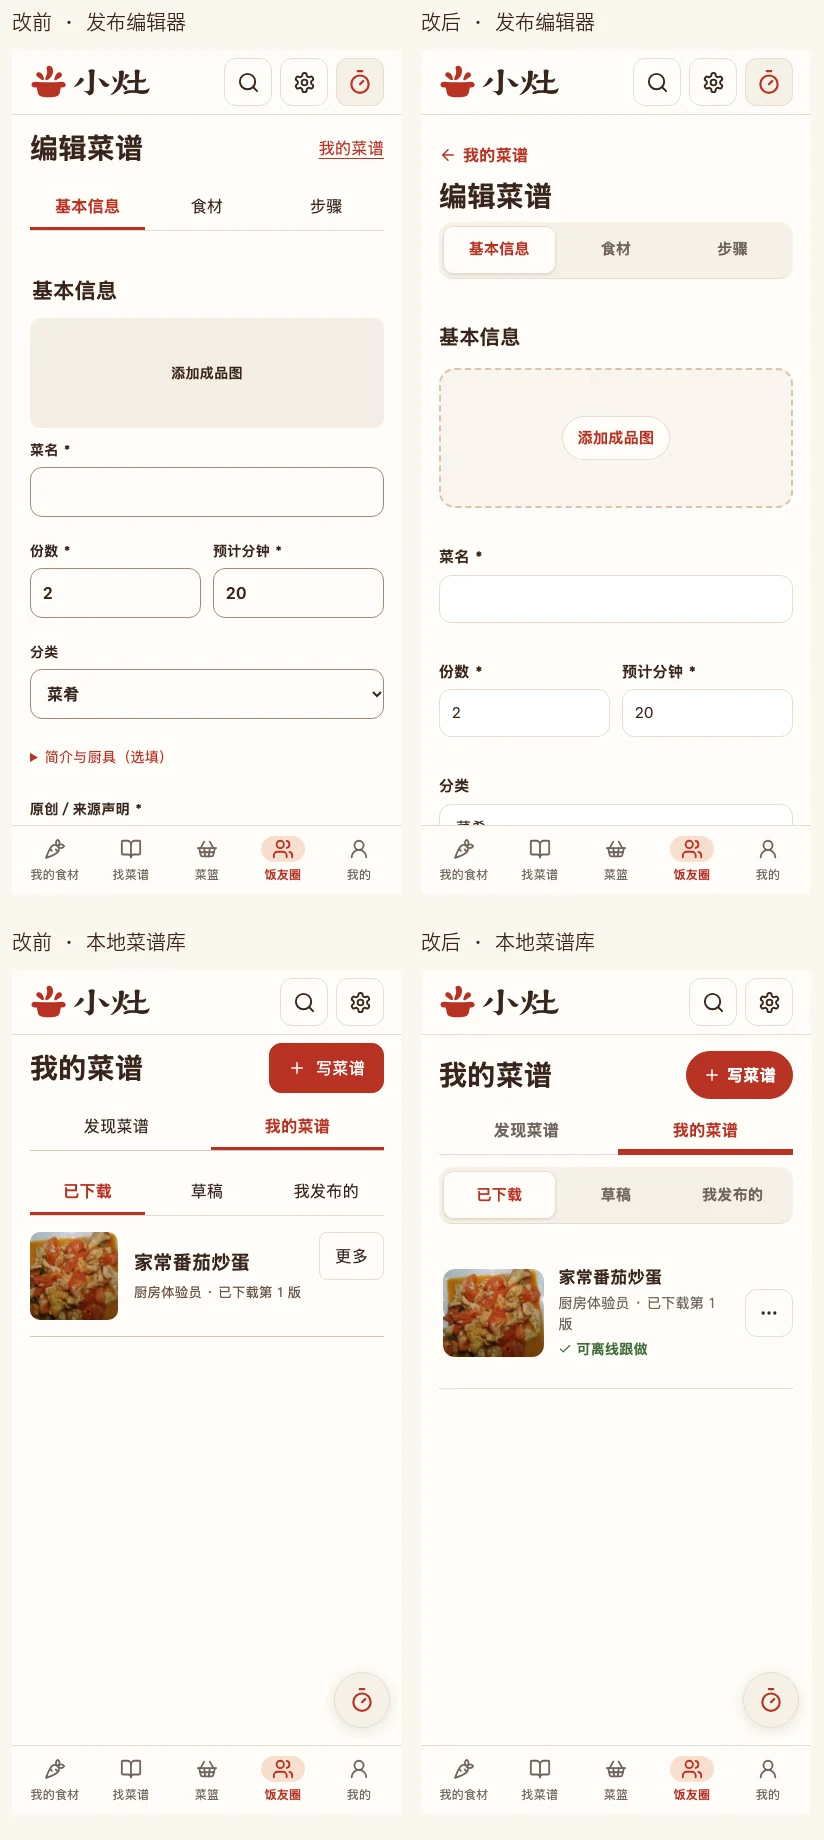 改前 · 发布编辑器
小灶
编辑菜谱
我的菜谱
基本信息 食材 步骤
基本信息
添加成品图
菜名 *
份数 * 预计分钟 *
2 20
分类
菜肴
简介与厨具（选填）
原创 / 来源声明 *
我的食材 找菜谱 菜篮 饭友圈 我的
改后 · 发布编辑器
小灶
我的菜谱
编辑菜谱
基本信息 食材 步骤
基本信息
添加成品图
菜名 *
份数 * 预计分钟 *
2 20
分类
我的食材 找菜谱 菜篮 饭友圈 我的
改前 · 本地菜谱库
小灶
我的菜谱
+ 写菜谱
发现菜谱 我的菜谱
已下载 草稿 我发布的
家常番茄炒蛋
更多
厨房体验员 · 已下载第 1 版
我的食材 找菜谱 菜篮 饭友圈 我的
改后 · 本地菜谱库
小灶
我的菜谱
+ 写菜谱
发现菜谱 我的菜谱
已下载 草稿 我发布的
家常番茄炒蛋
厨房体验员 · 已下载第 1
版
可离线跟做
我的食材 找菜谱 菜篮 饭友圈 我的